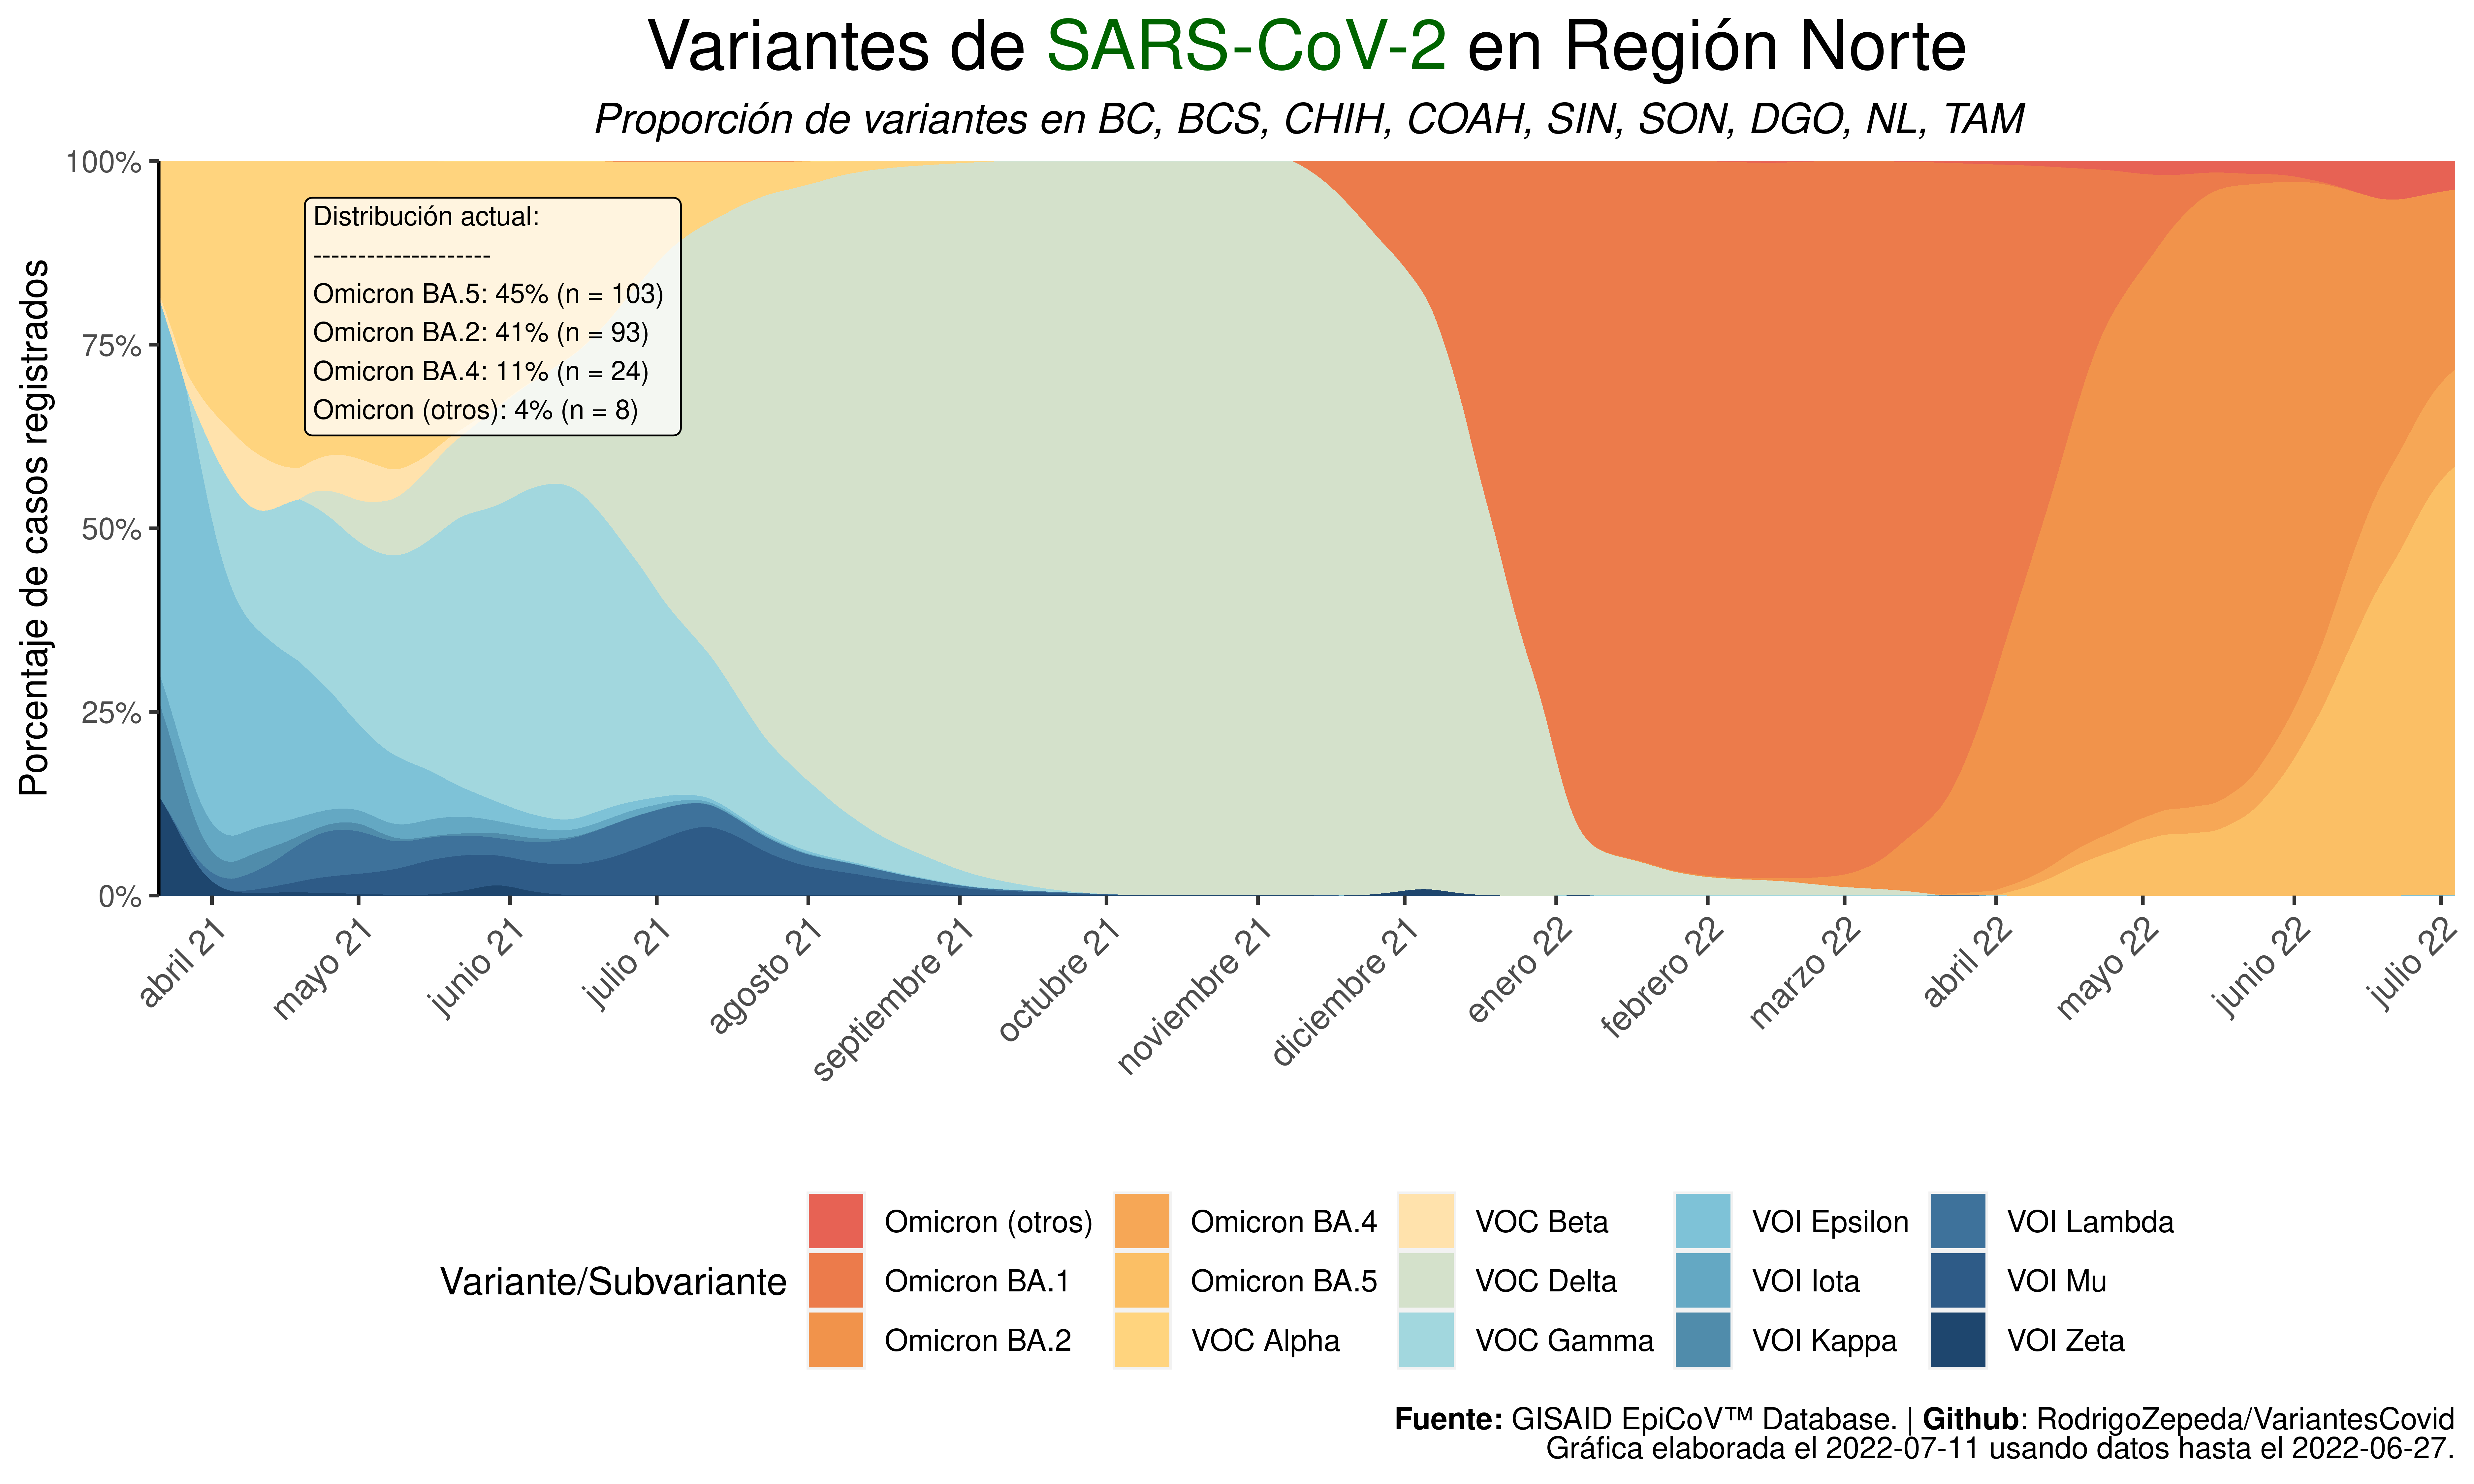 Variantes de SARS-CoV-2 en Región Norte
Proporción de variantes en BC, BCS, CHIH, COAH, SIN, SON, DGO, NL, TAM
Porcentaje de casos registrados
100%
75%
50%
25%
0%
Distribución actual:
--------------------
Omicron BA.5: 45% (n = 103)
Omicron BA.2: 41% (n = 93)
Omicron BA.4: 11% (n = 24)
Omicron (otros): 4% (n = 8)
abril 21
mayo 21
junio 21
julio 21
agosto 21
septiembre 21
octubre 21
noviembre 21
diciembre 21
enero 22
febrero 22
marzo 22
abril 22
mayo 22
junio 22
julio 22
Variante/Subvariante
Omicron (otros)
Omicron BA.1
Omicron BA.2
Omicron BA.4
Omicron BA.5
VOC Alpha
VOC Beta
VOC Delta
VOC Gamma
VOI Epsilon
VOI Iota
VOI Kappa
VOI Lambda
VOI Mu
VOI Zeta
Fuente: GISAID EpiCoV™ Database. | Github: RodrigoZepeda/VariantesCovid
Gráfica elaborada el 2022-07-11 usando datos hasta el 2022-06-27.